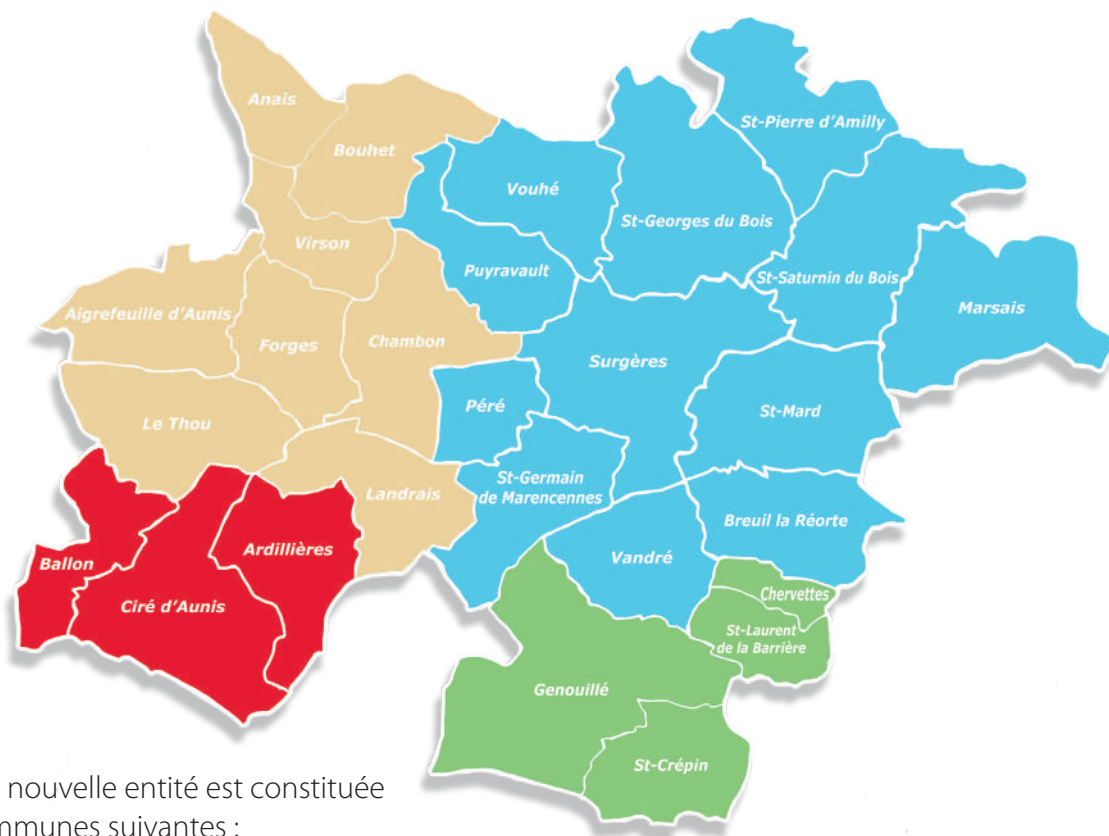 Anais
Bouhet
St-Pierre d'Amilly
Vouhé
St-Georges du Bois
Virson
Puyravault
St-Saturnin du Bois
Marsais
Aigrefeuille d'Aunis
Forges
Chambon
Surgères
Péré
St-Mard
Le Thou
St-Germain
de Marencennes
Landrais
Breuil la Réorte
Ardillières
Ballon
Vandré
Ciré d'Aunis
Chervettes
St-Laurent
de la Barrière
Genouillé
St-Crépin
nouvelle entité est constituée
mmunes suivantes :